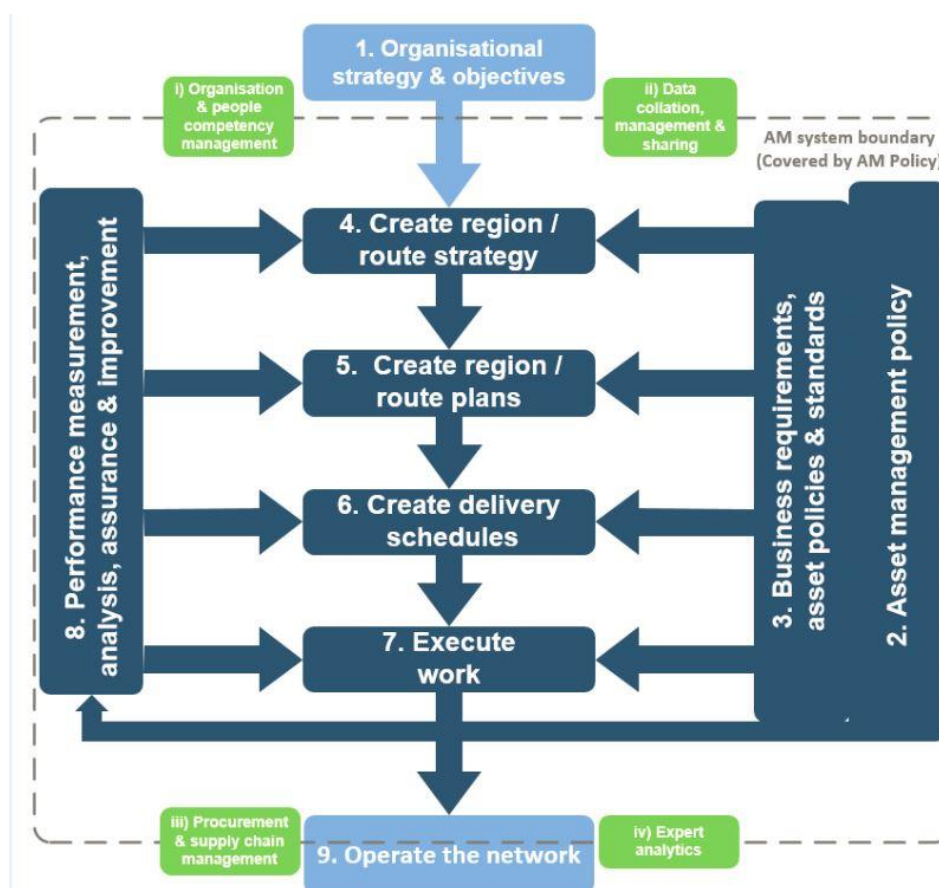 1. Organisational
strategy & objectives
i) Organisation
& people
competency
management
ii) Data
collation,
management &
sharing
AM system boundary
(Covered by AM Policy)
4. Create region /
route strategy
5. Create region /
route plans
6. Create delivery
schedules
7. Execute
work
8. Performance measurement,
analysis, assurance & improvement
3. Business requirements,
asset policies & standards
2. Asset management policy
iii) Procurement
& supply chain
management
9. Operate the network
iv) Expert
analytics